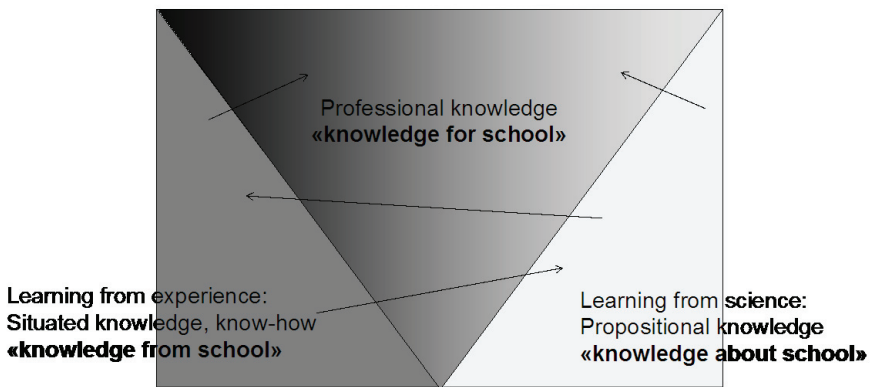 Professional knowledge
«knowledge for school»
Learning from experience:
Situated knowledge, know-how
«knowledge from school»
Learning from science:
Propositional knowledge
«knowledge about school»